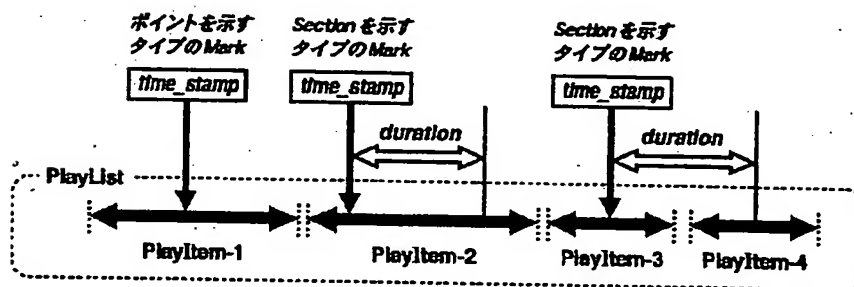 ポイントを示す
タイプのMark
time_stamp
Sectionを示す
タイプのMark
time_stamp
Sectionを示す
タイプのMark
time_stamp
duration
duration
PlayList
PlayItem-1
PlayItem-2
PlayItem-3
PlayItem-4